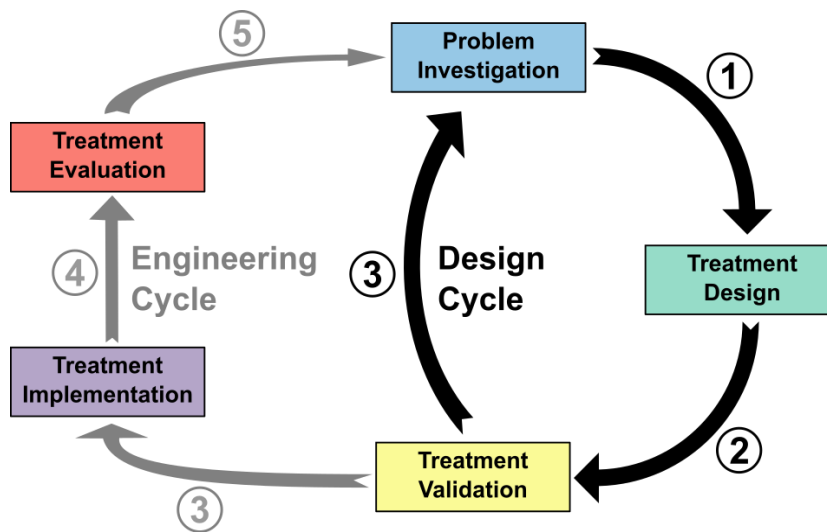 5
Problem
Investigation
1
Treatment
Evaluation
4
Engineering
Cycle
3
Design
Cycle
Treatment
Design
Treatment
Implementation
3
Treatment
Validation
2